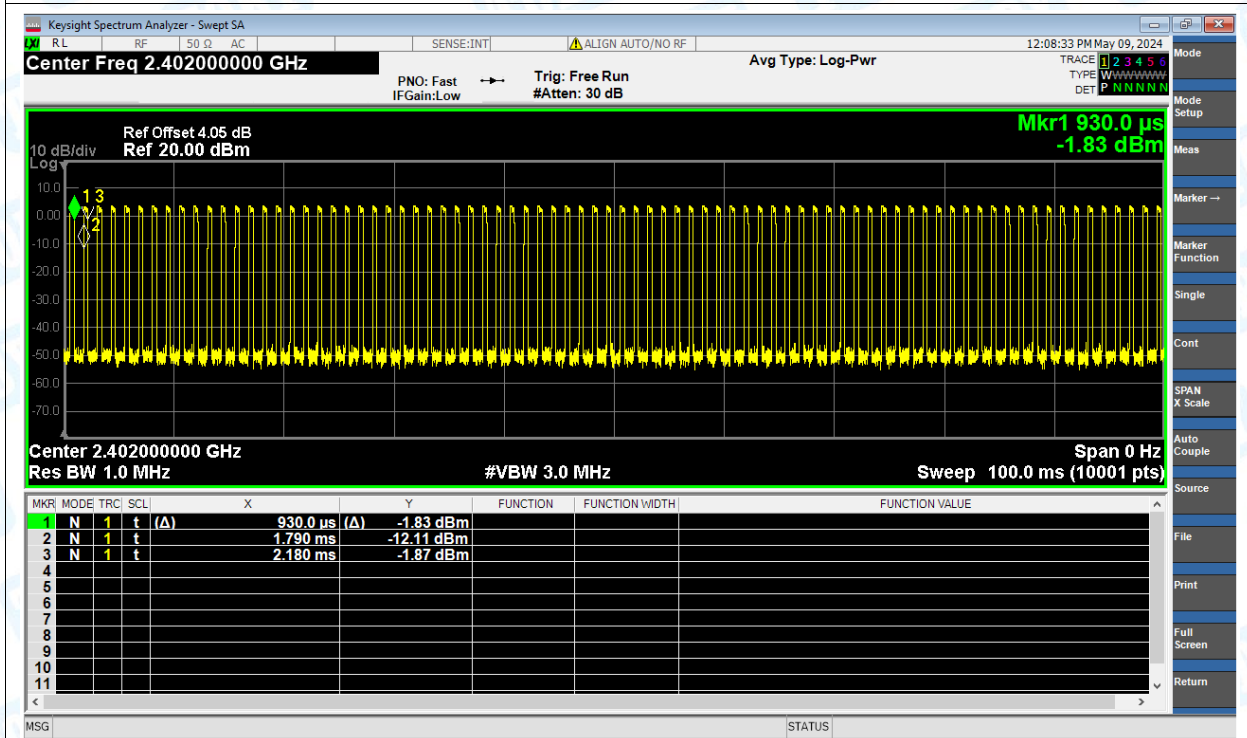 Keysight Spectrum Analyzer - Swept SA
LXI RL RF 50 Ω AC SENSE:INT ALIGN AUTO/NO RF 12:08:33 PM May 09, 2024
Center Freq 2.402000000 GHz
PNO: Fast
IFGain:Low
Trig: Free Run
#Atten: 30 dB
Avg Type: Log-Pwr
TRACE 1 2 3 4 5 6
TYPE WWWWWW
DET P N N N N N
Ref Offset 4.05 dB
10 dB/div Ref 20.00 dBm
Log
Mkr1 930.0 µs
-1.83 dBm
10.0
0.00
-10.0
-20.0
-30.0
-40.0
-50.0
-60.0
-70.0
1 3
2
Center 2.402000000 GHz Span 0 Hz
Res BW 1.0 MHz #VBW 3.0 MHz Sweep 100.0 ms (10001 pts)
MKR MODE TRC SCL X Y FUNCTION FUNCTION WIDTH FUNCTION VALUE
1 N 1 t (Δ) 930.0 µs (Δ) -1.83 dBm
2 N 1 t 1.790 ms -12.11 dBm
3 N 1 t 2.180 ms -1.87 dBm
4
5
6
7
8
9
10
11
MSG STATUS
Mode
Mode
Setup
Meas
Marker →
Marker
Function
Single
Cont
SPAN
X Scale
Auto
Couple
Source
File
Print
Full
Screen
Return